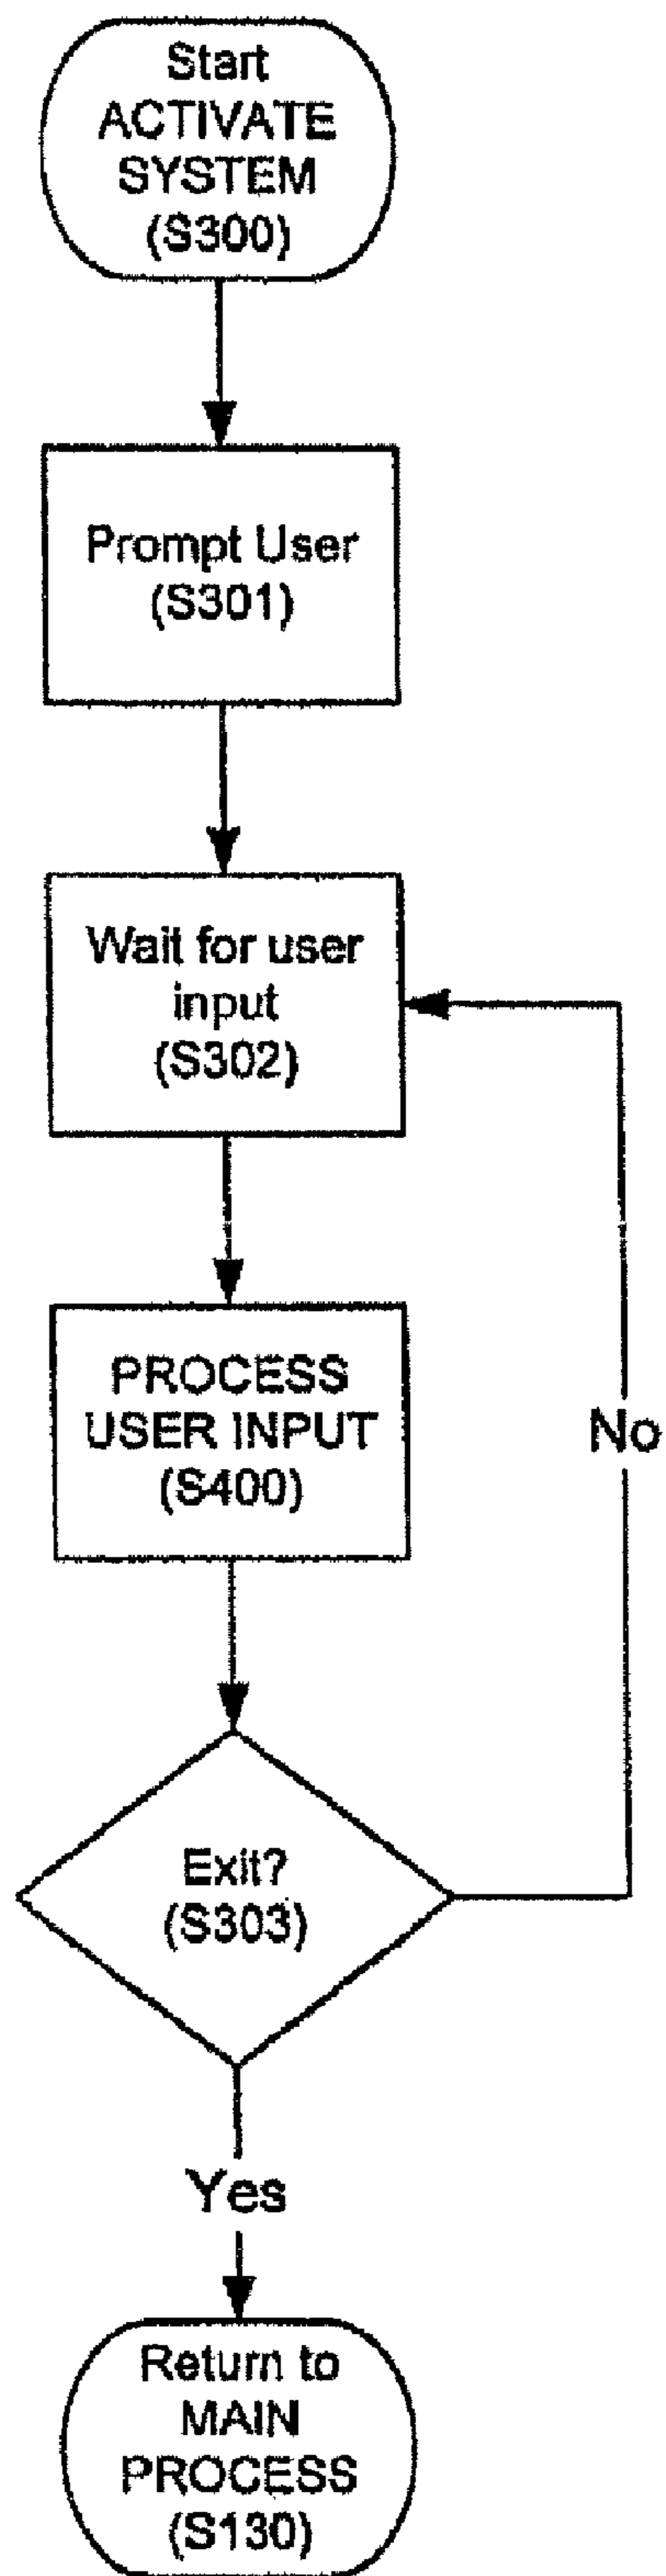 Start
ACTIVATE
SYSTEM
(S300)
Prompt User
(S301)
Wait for user
input
(S302)
PROCESS
USER INPUT
(S400)
No
Exit?
(S303)
Yes
Return to
MAIN
PROCESS
(S130)